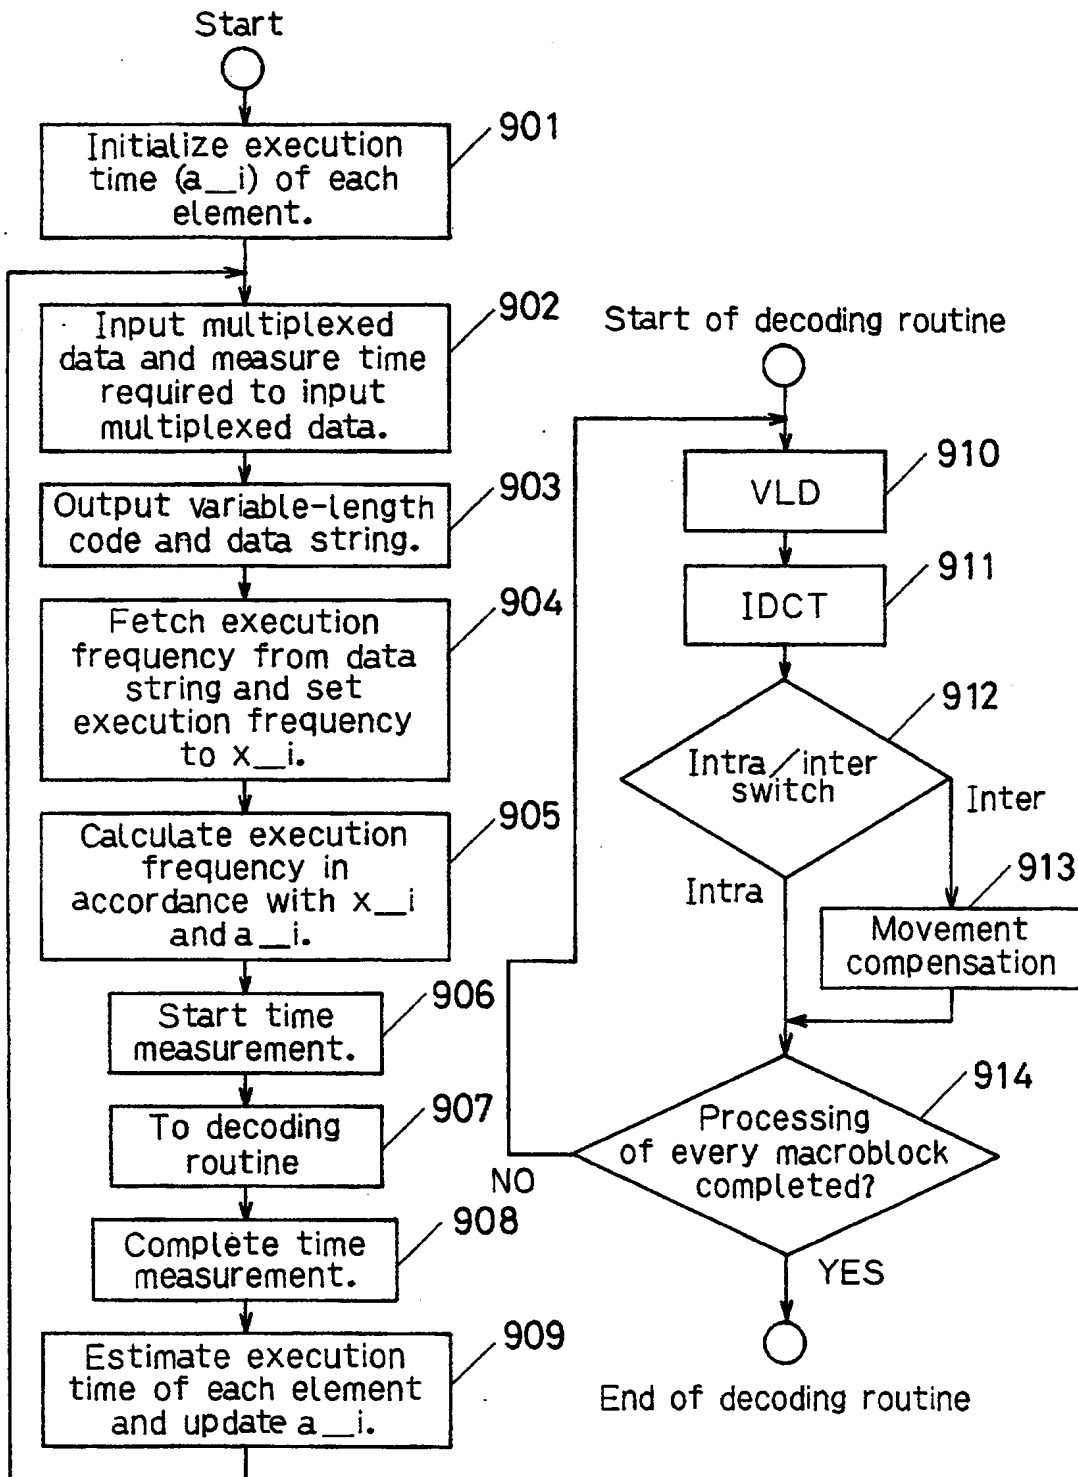 Start
901
Initialize execution
time (a__i) of each
element.
902
Input multiplexed
data and measure time
required to input
multiplexed data.
903
Output variable-length
code and data string.
904
Fetch execution
frequency from data
string and set
execution frequency
to x__i.
905
Calculate execution
frequency in
accordance with x__i
and a__i.
906
Start time
measurement.
907
To decoding
routine
908
Complete time
measurement.
909
Estimate execution
time of each element
and update a__i.
Start of decoding routine
910
VLD
911
IDCT
912
Intra/inter
switch
Inter
Intra
913
Movement
compensation
914
Processing
of every macroblock
completed?
NO
YES
End of decoding routine